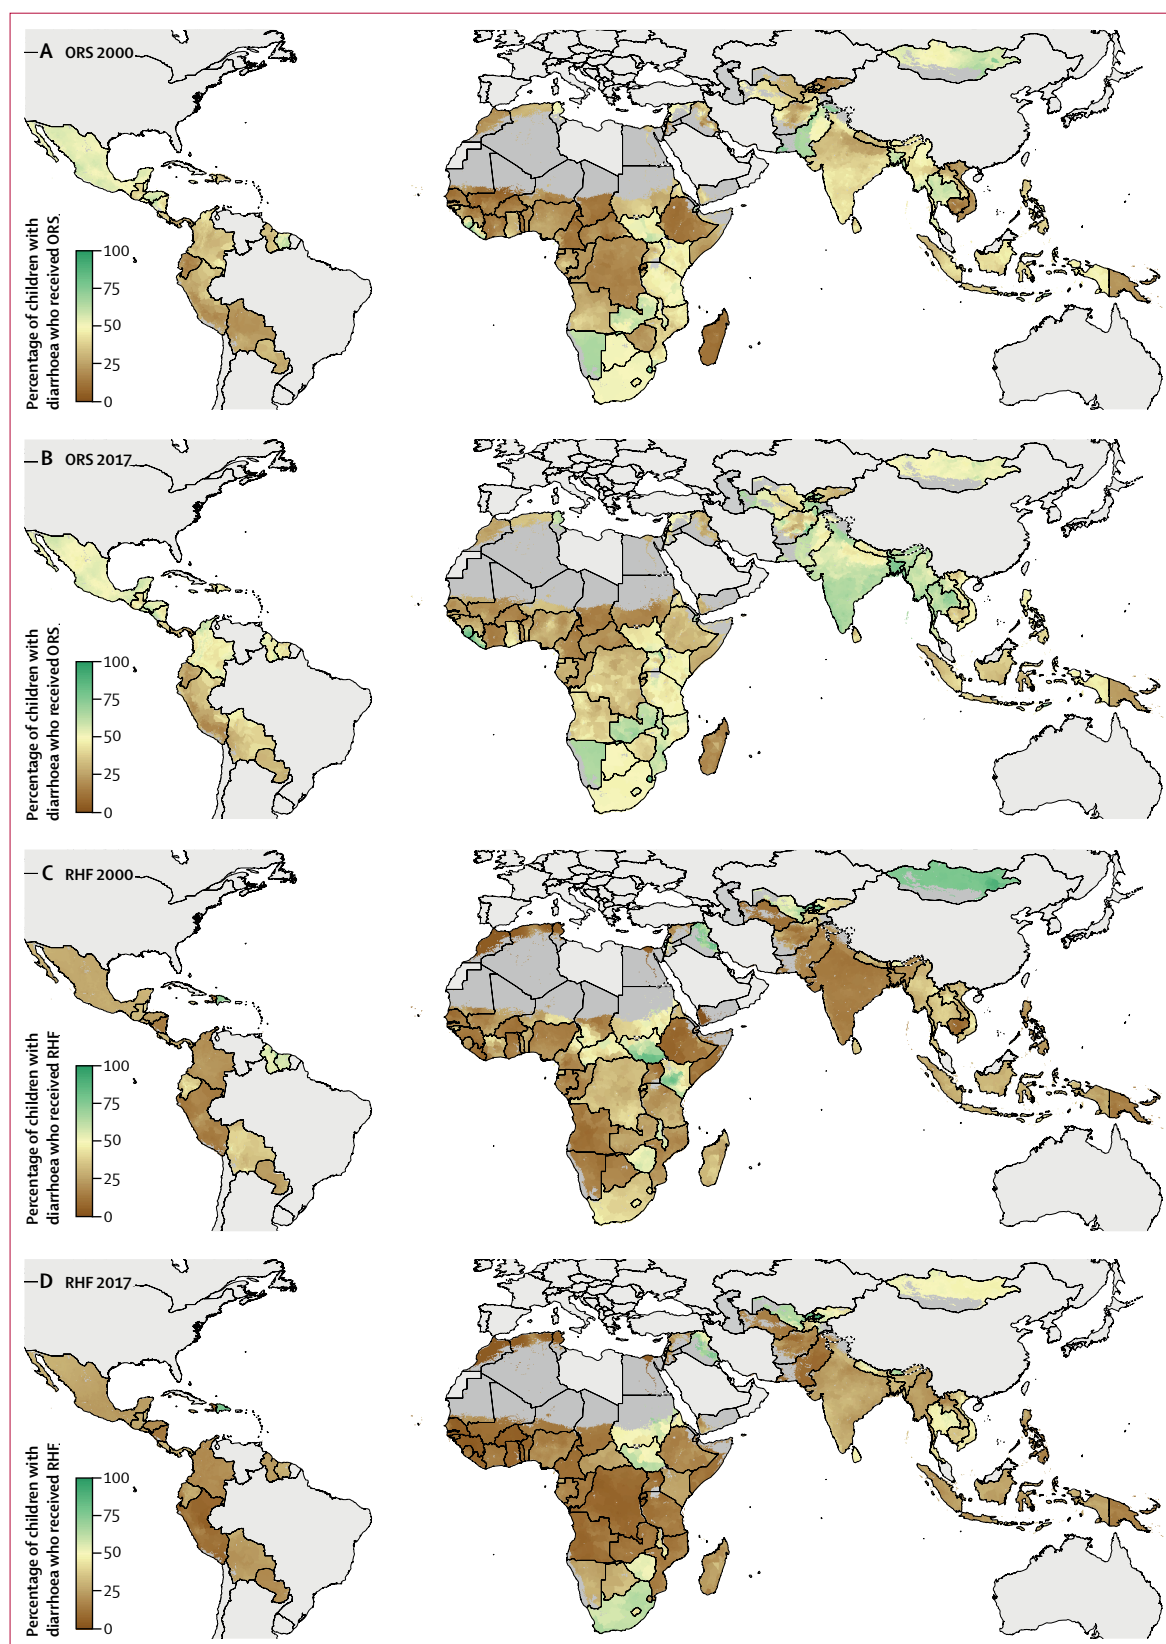 A ORS 2000
Percentage of children with
diarrhoea who received ORS
100
75
50
25
0
B ORS 2017
Percentage of children with
diarrhoea who received ORS
100
75
50
25
0
C RHF 2000
Percentage of children with
diarrhoea who received RHF
100
75
50
25
0
D RHF 2017
Percentage of children with
diarrhoea who received RHF
100
75
50
25
0